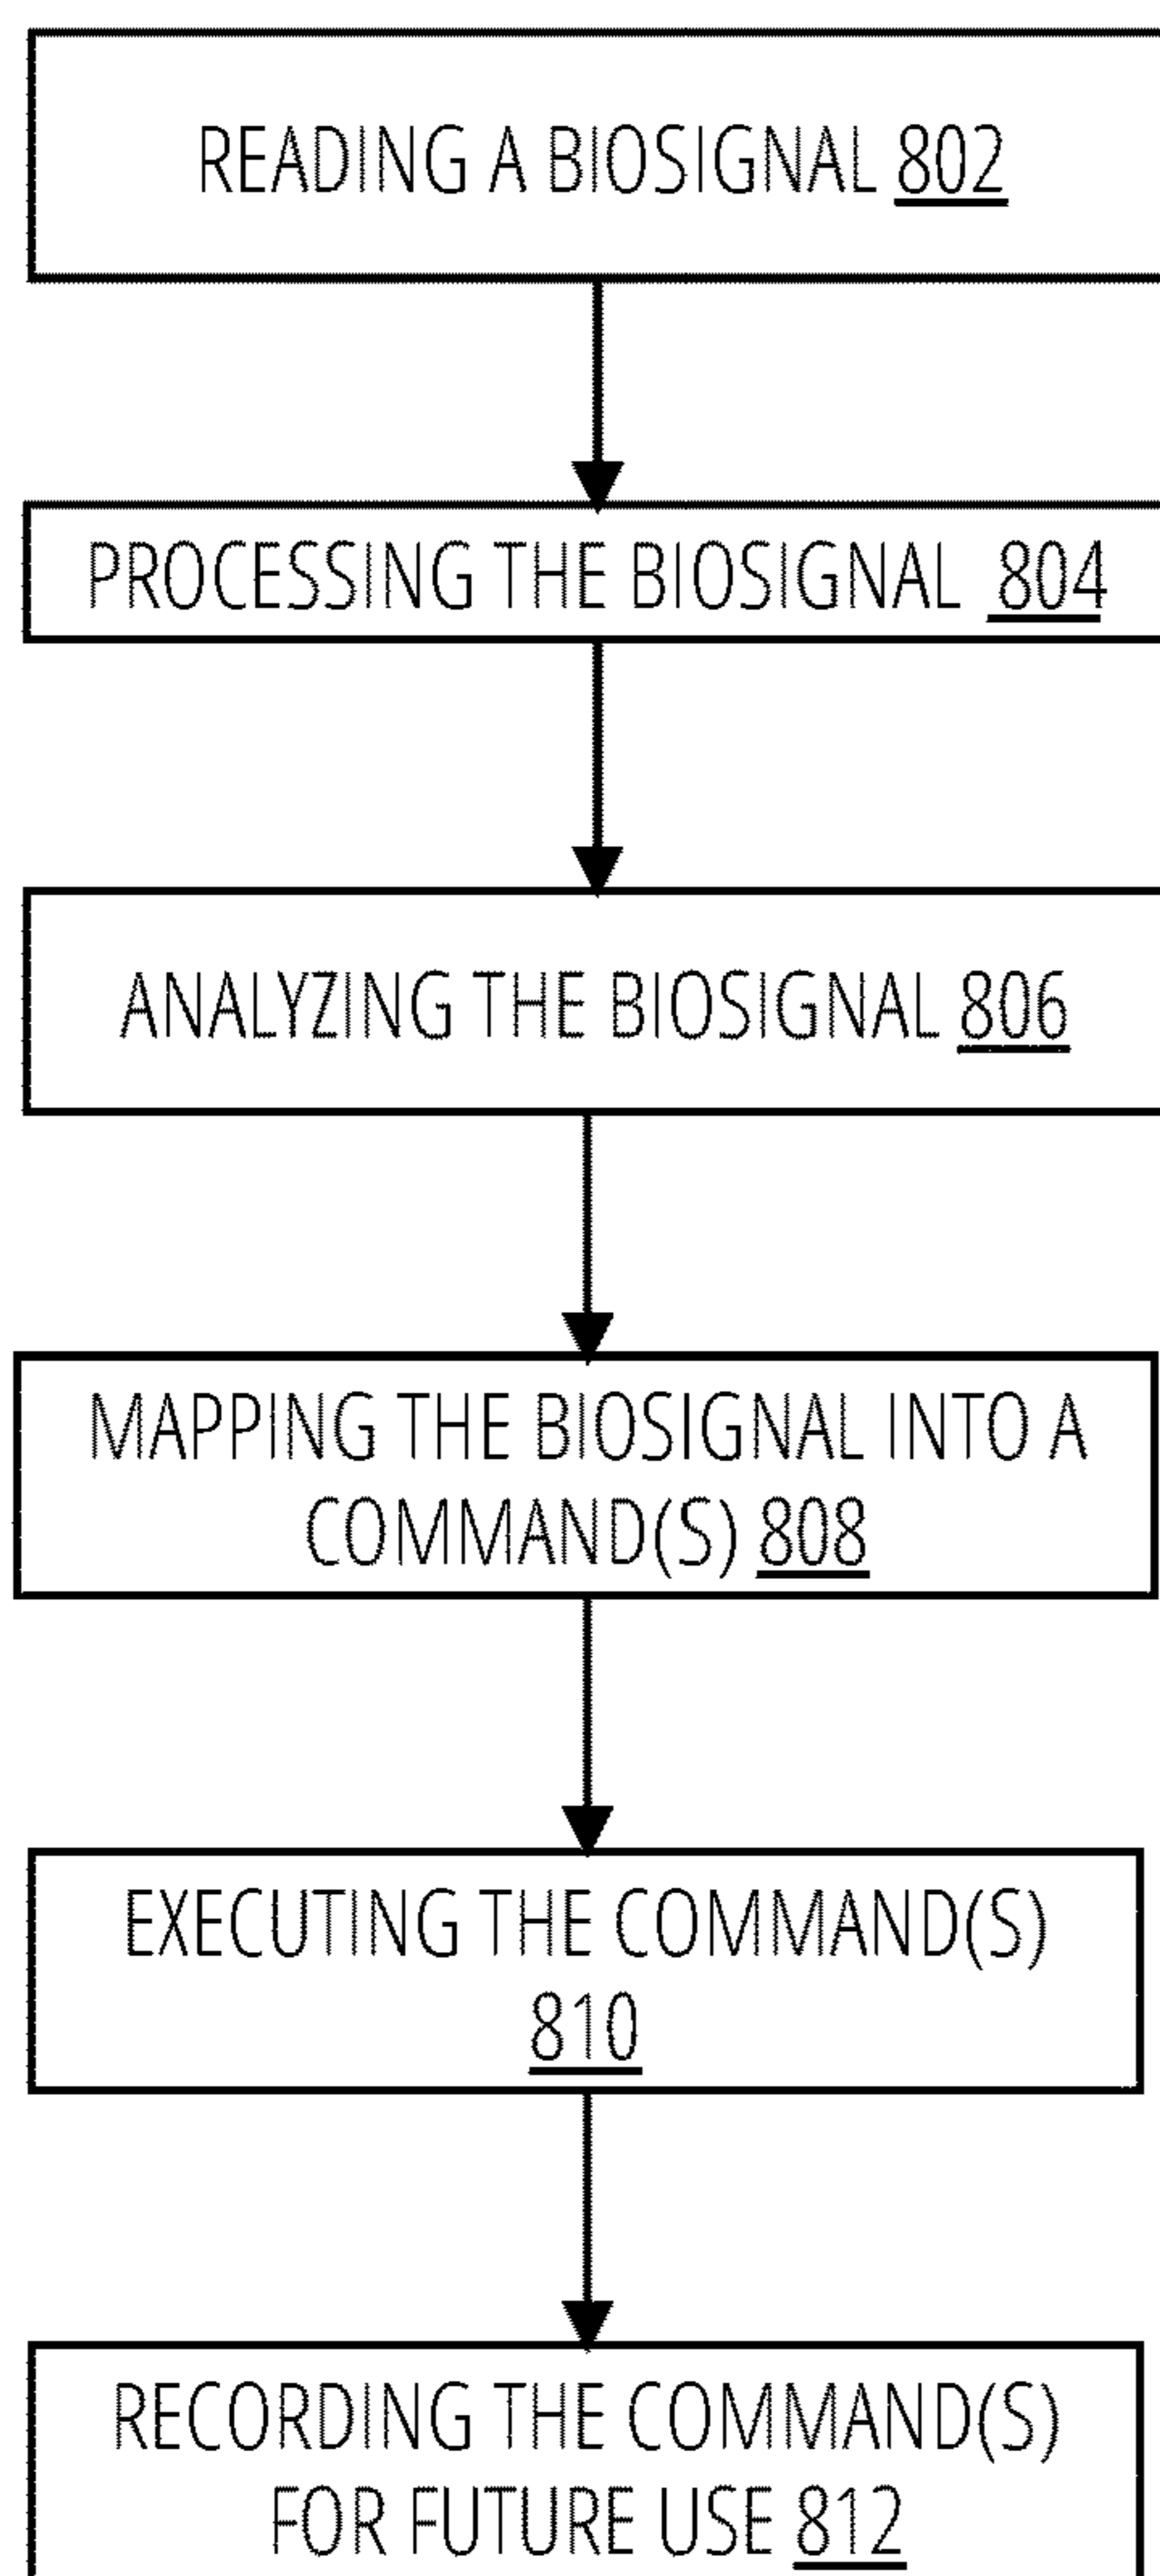 READING A BIOSIGNAL 802
PROCESSING THE BIOSIGNAL 804
ANALYZING THE BIOSIGNAL 806
MAPPING THE BIOSIGNAL INTO A
COMMAND(S) 808
EXECUTING THE COMMAND(S)
810
RECORDING THE COMMAND(S)
FOR FUTURE USE 812